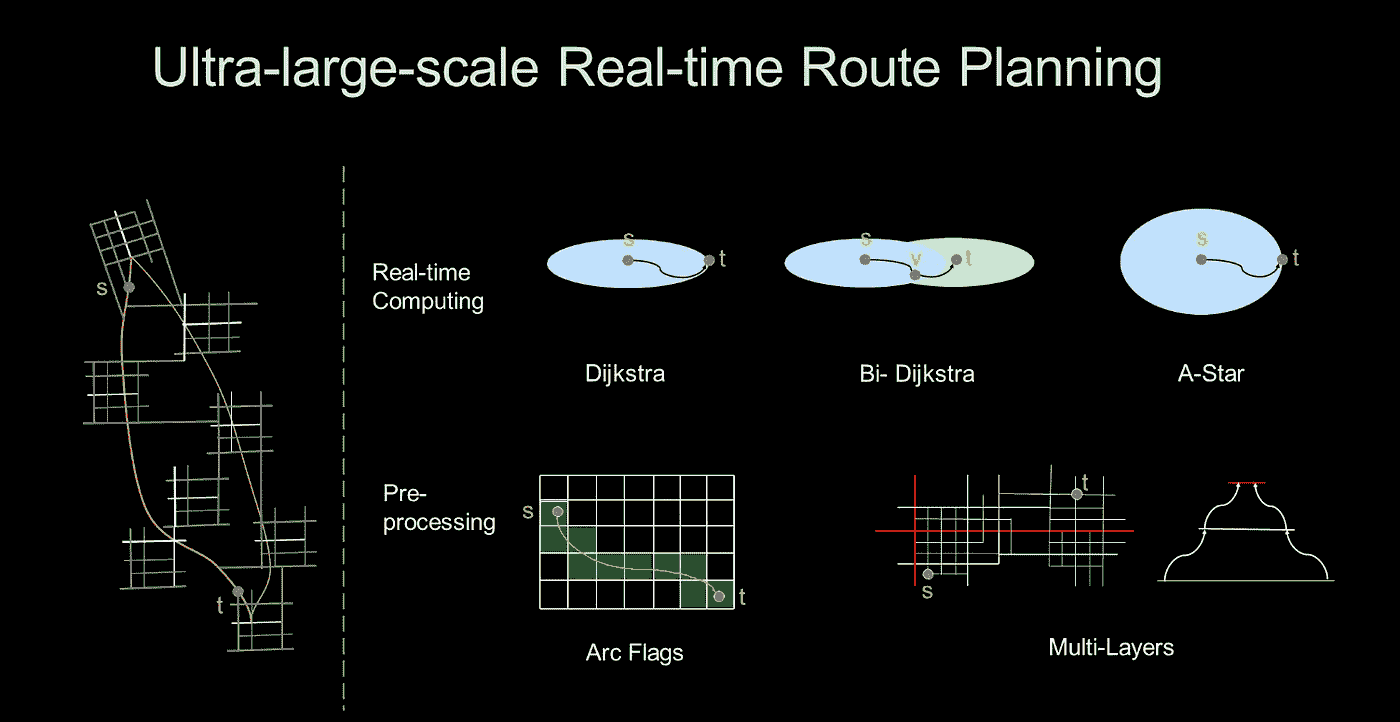 Ultra-large-scale Real-time Route Planning
s
t
Real-time
Computing
s
t
Dijkstra
s
v
t
Bi- Dijkstra
s
t
A-Star
Pre-
processing
s
t
Arc Flags
t
s
Multi-Layers